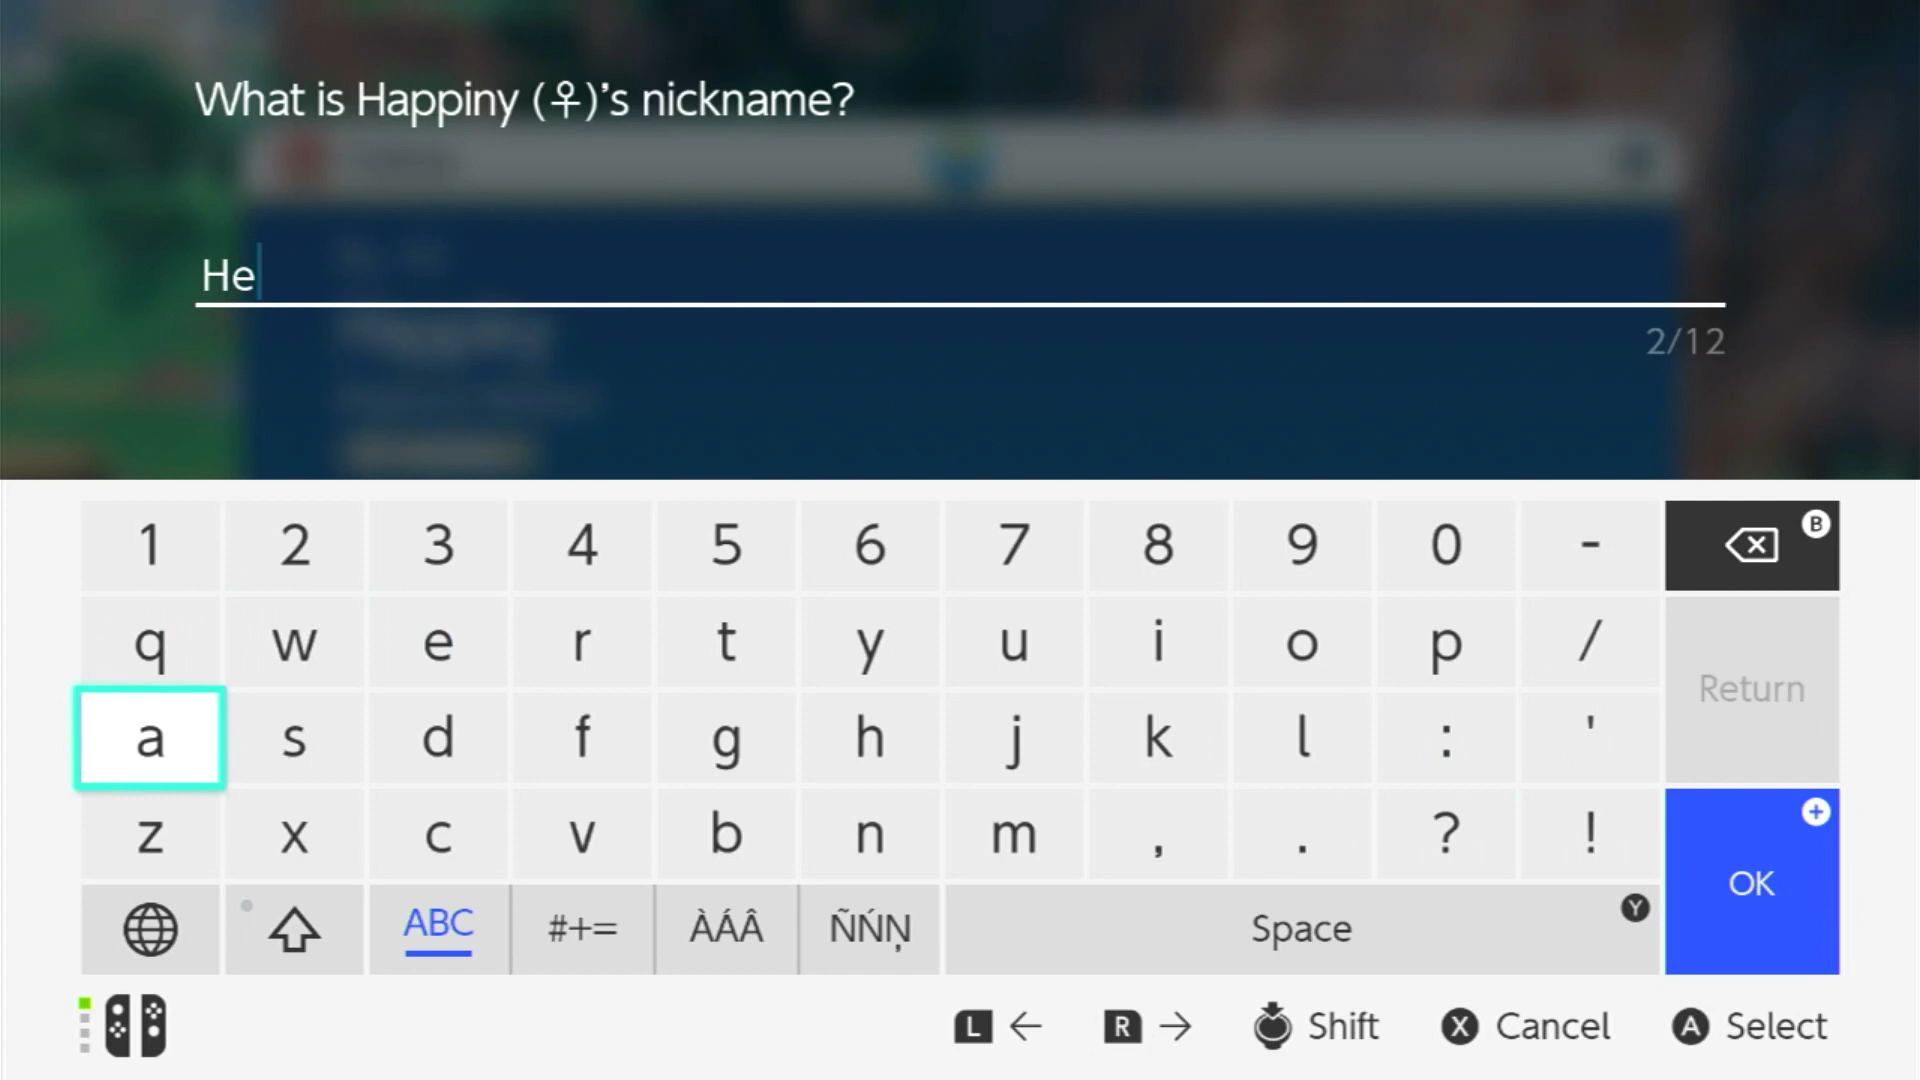 What is Happiny (♀)’s nickname?
He
2/12
1 2 3 4 5 6 7 8 9 0 - B
q w e r t y u i o p /
Return
a s d f g h j k l : '
z x c v b n m , . ? ! +
OK
ABC #+= ÀÁÂ ÑŃŅ Space Y
L ← R → Shift X Cancel A Select